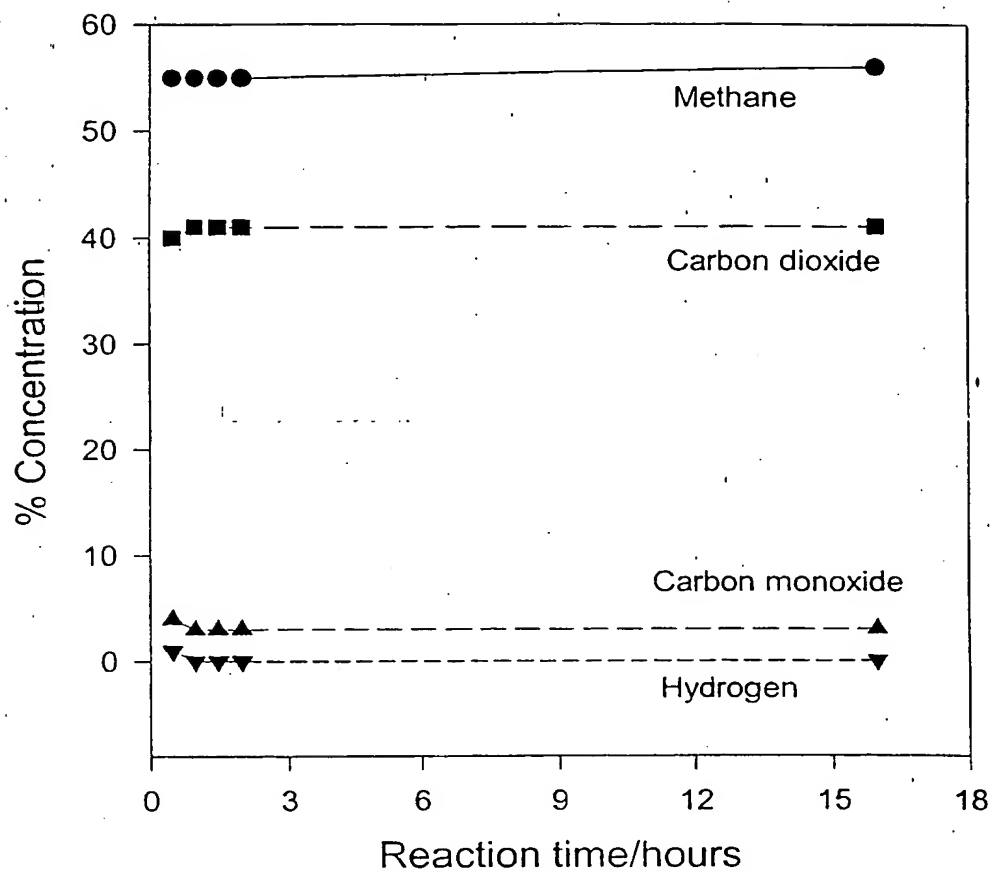 60
50
40
30
20
10
0
% Concentration
Methane
Carbon dioxide
Carbon monoxide
Hydrogen
0 3 6 9 12 15 18
Reaction time/hours